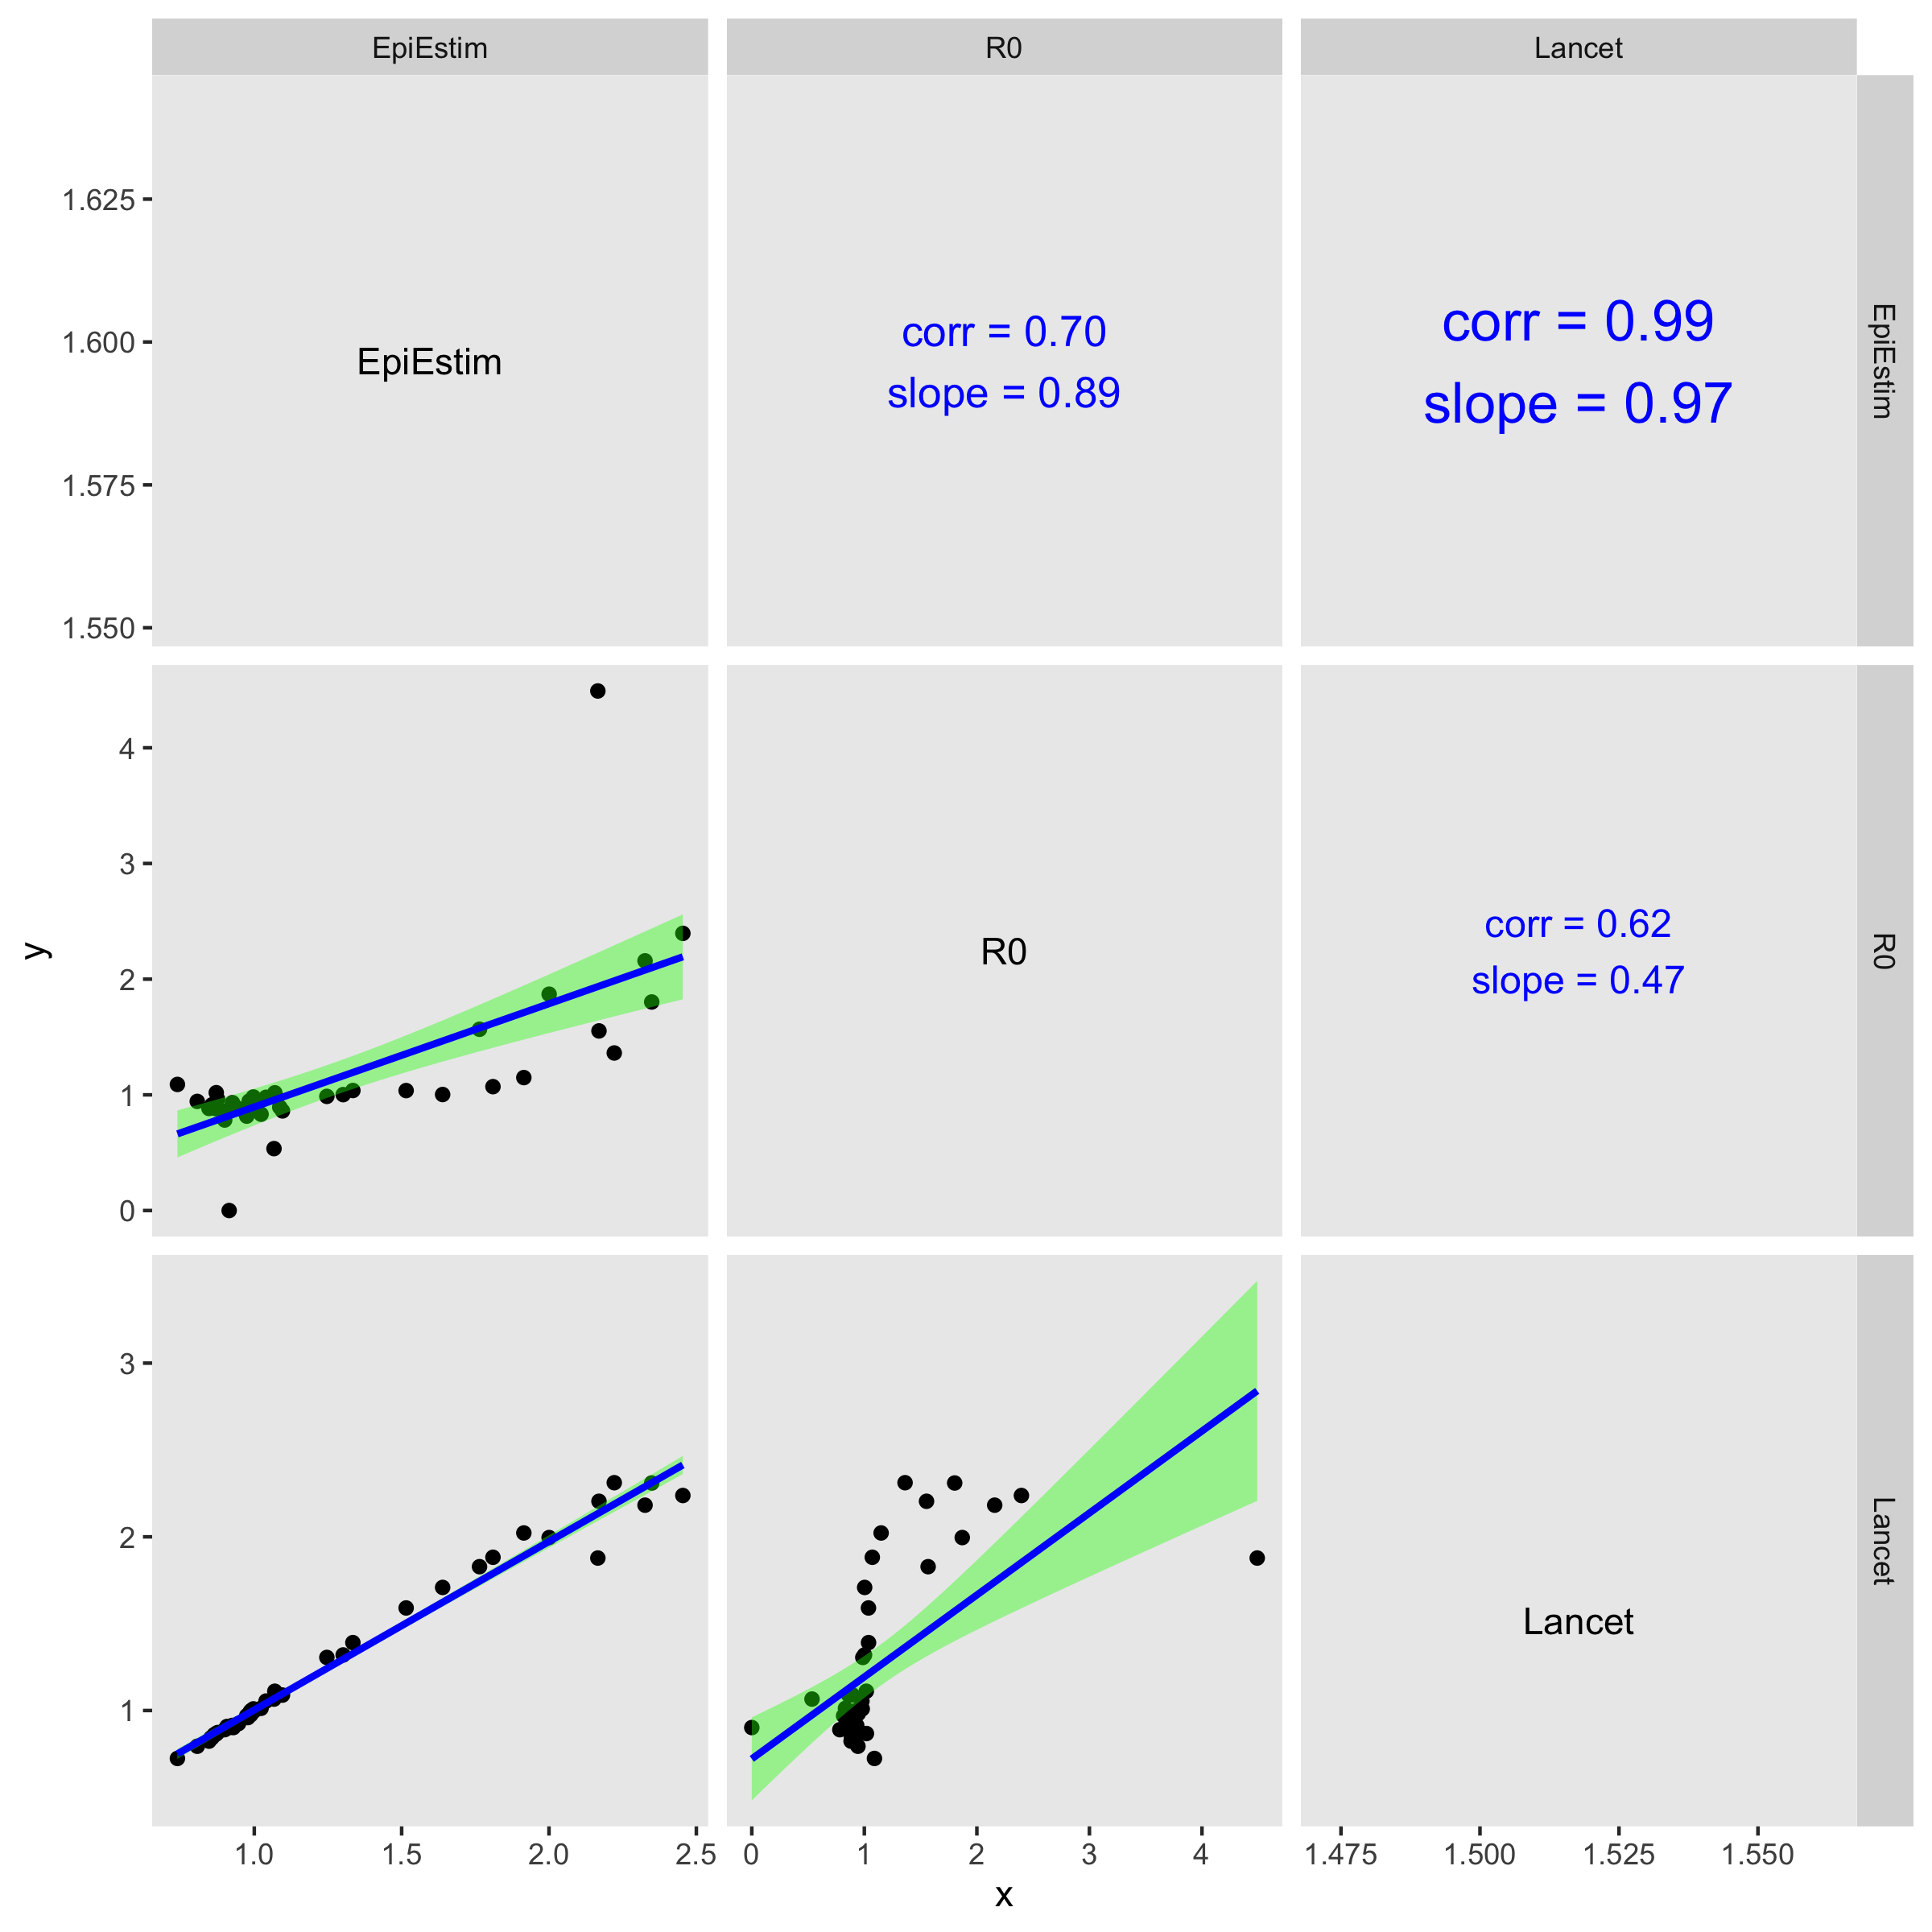 EpiEstim
R0
Lancet
1.625
1.600
1.575
1.550
EpiEstim
corr = 0.70
slope = 0.89
corr = 0.99
slope = 0.97
EpiEstim
y
4
3
2
1
0
R0
corr = 0.62
slope = 0.47
R0
3
2
1
Lancet
Lancet
1.0 1.5 2.0 2.5
0 1 2 3 4
1.475 1.500 1.525 1.550
x